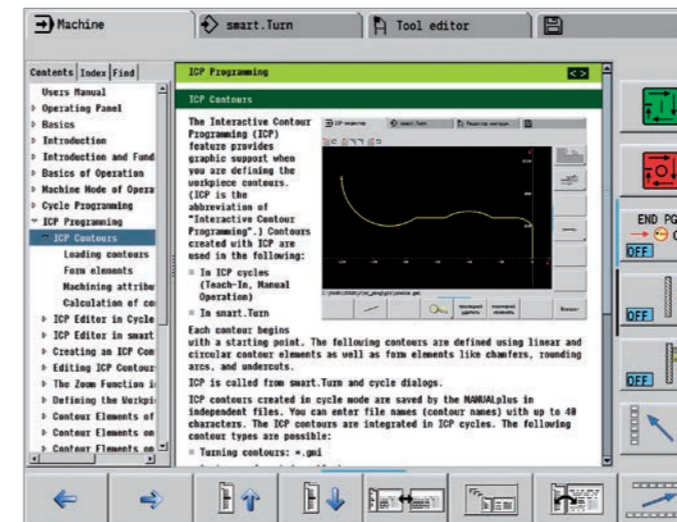 Machine
smart.Turn
Tool editor
Contents Index Find
Users Manual
Operating Panel
Basics
Introduction
Introduction and Fund
Basics of Operation
Machine Mode of Opera
Cycle Programming
ICP Programming
ICP Contours
Loading contours
Form elements
Machining attribu
Calculation of co
ICP Editor in Cycle
ICP Editor in smart
Creating an ICP Con
Editing ICP Contour
The Zoom Function i
Defining the Workpi
Contour Elements of
Contour Elements on
Contour Elements on
ICP Programming
ICP Contours
The Interactive Contour
Programming (ICP)
feature provides
graphic support when
you are defining the
workpiece contours.
(ICP is the
abbreviation of
"Interactive Contour
Programming".) Contours
created with ICP are
used in the following:
In ICP cycles
(Teach-In, Manual
Operation)
In smart.Turn
Each contour begins
with a starting point. The following contours are defined using linear and
circular contour elements as well as form elements like chamfers, rounding
arcs, and undercuts.
ICP is called from smart.Turn and cycle dialogs.
ICP contours created in cycle mode are saved by the MANUALplus in
independent files. You can enter file names (contour names) with up to 40
characters. The ICP contours are integrated in ICP cycles. The following
contour types are possible:
Turning contours: *.gmi
smart.Turn
END PG
OFF
OFF
OFF